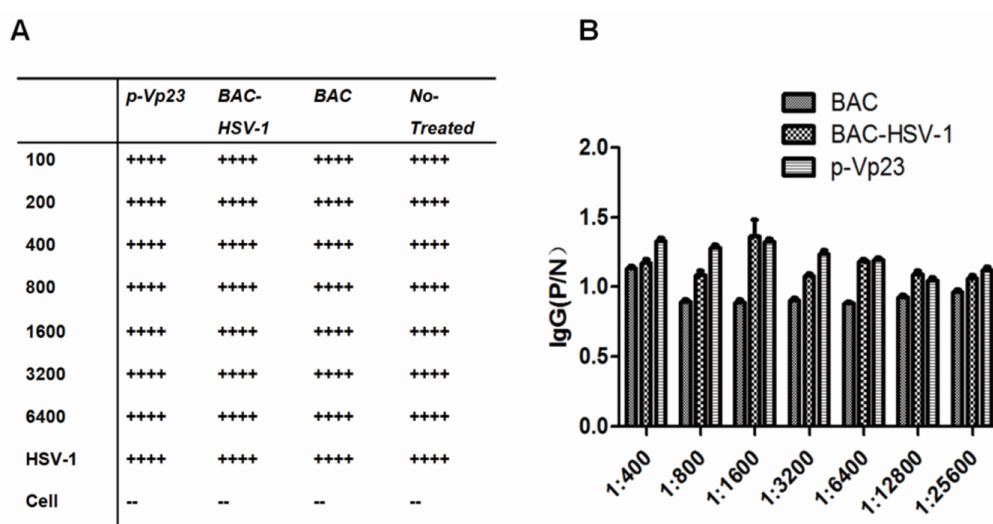 A
p-Vp23 BAC-HSV-1 BAC No-Treated
100 ++++ ++++ ++++ ++++
200 ++++ ++++ ++++ ++++
400 ++++ ++++ ++++ ++++
800 ++++ ++++ ++++ ++++
1600 ++++ ++++ ++++ ++++
3200 ++++ ++++ ++++ ++++
6400 ++++ ++++ ++++ ++++
HSV-1 ++++ ++++ ++++ ++++
Cell -- -- -- --
B
BAC
BAC-HSV-1
p-Vp23
IgG(P/N）
2.0
1.5
1.0
0.5
0.0
1:400 1:800 1:1600 1:3200 1:6400 1:12800 1:25600